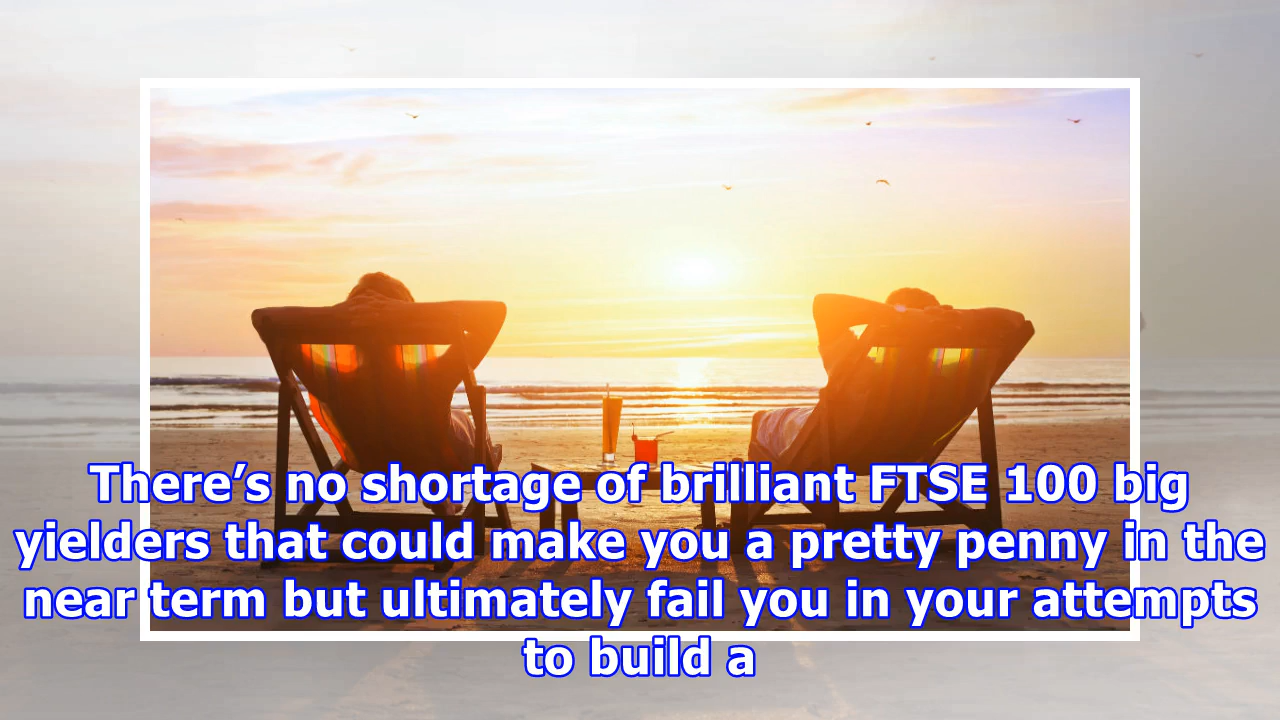 There’s no shortage of brilliant FTSE 100 big
yielders that could make you a pretty penny in the
near term but ultimately fail you in your attempts
to build a